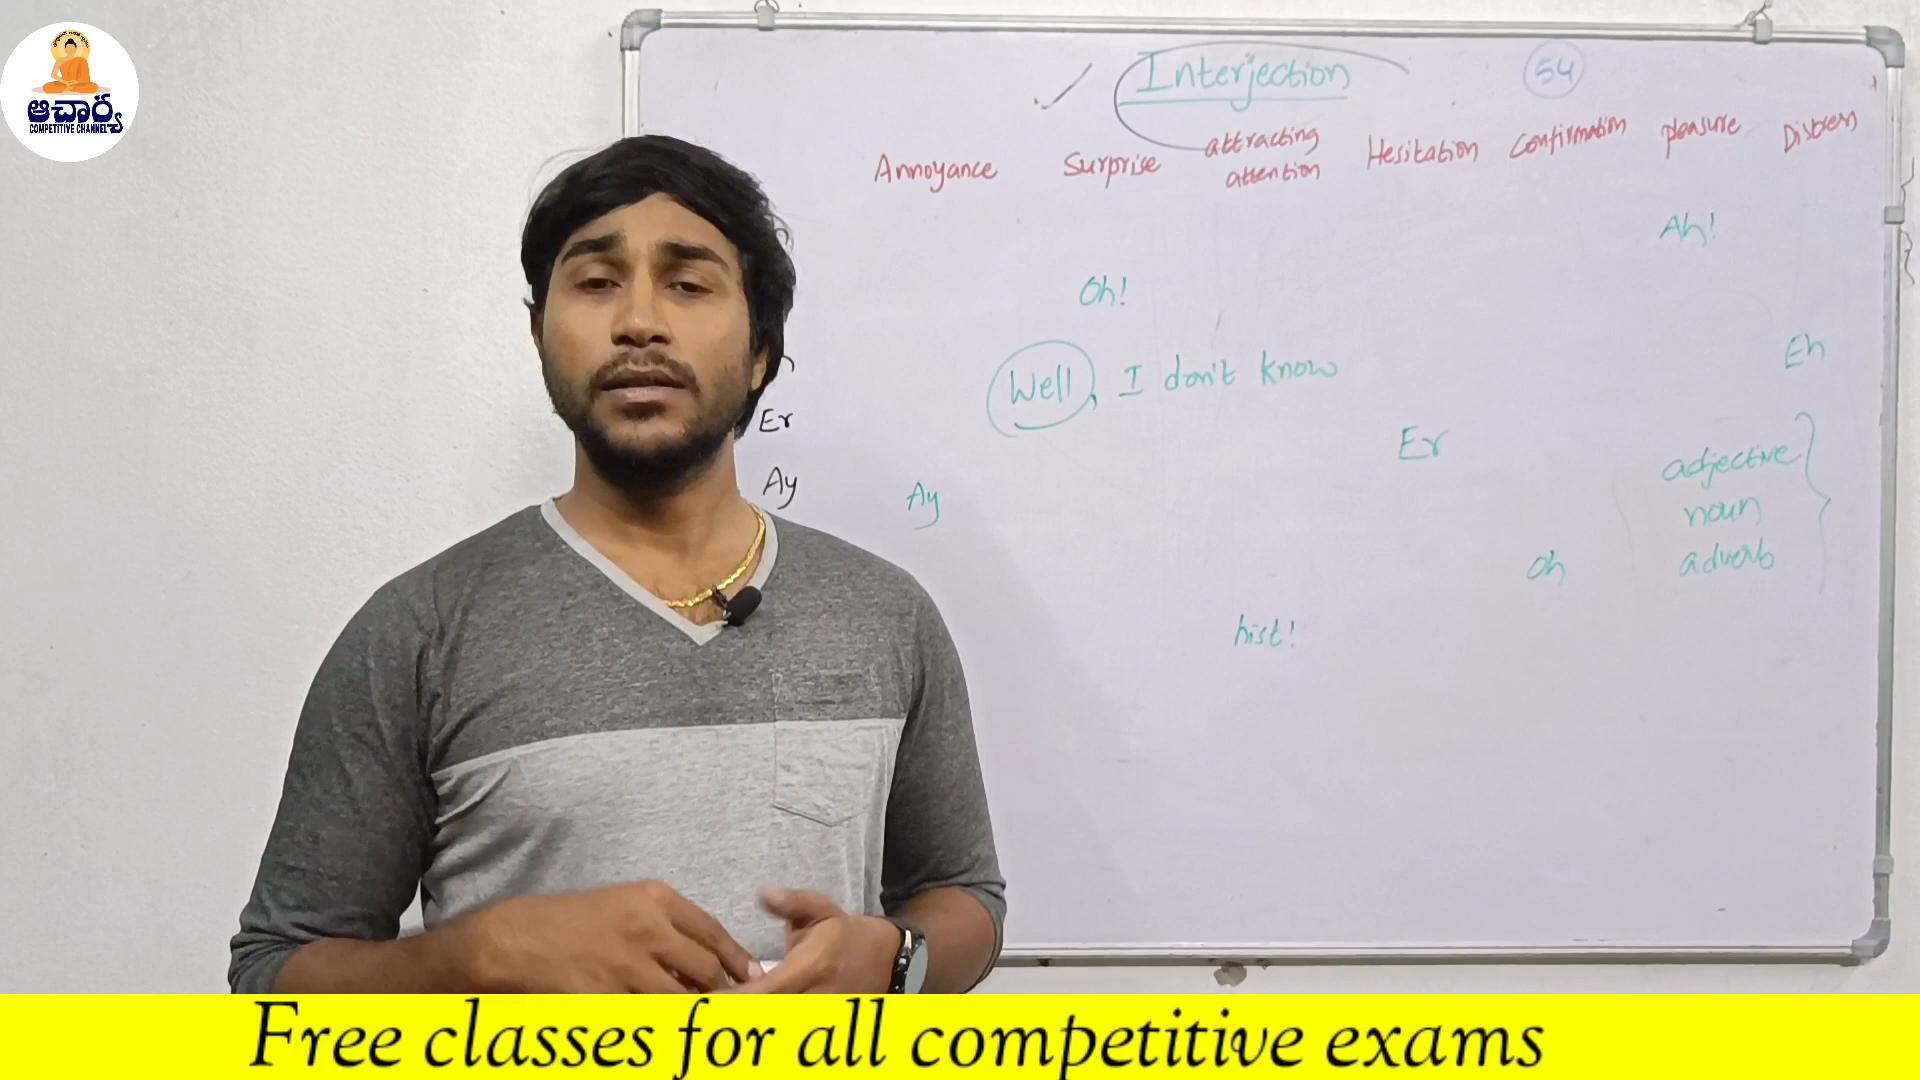 ఆచార్య
COMPETITIVE CHANNEL
Interjection
54
Annoyance
Surprise
attracting
attention
Hesitation
Confirmation
pleasure
Distress
Ah!
Oh!
Eh
Well, I don't know
Er
Er
adjective
noun
adverb
Ay
Ay
Oh
hist!
Free classes for all competitive exams